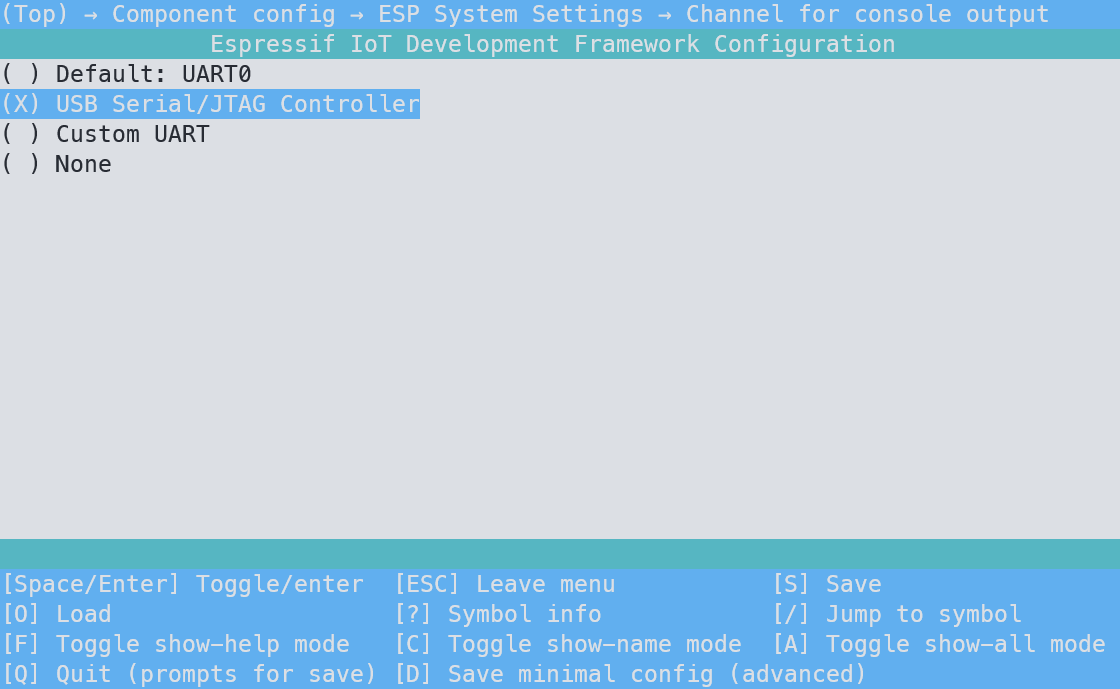 (Top) → Component config → ESP System Settings → Channel for console output
Espressif IoT Development Framework Configuration
( ) Default: UART0
(X) USB Serial/JTAG Controller
( ) Custom UART
( ) None
[Space/Enter] Toggle/enter [ESC] Leave menu [S] Save
[O] Load [?] Symbol info [/] Jump to symbol
[F] Toggle show-help mode [C] Toggle show-name mode [A] Toggle show-all mode
[Q] Quit (prompts for save) [D] Save minimal config (advanced)